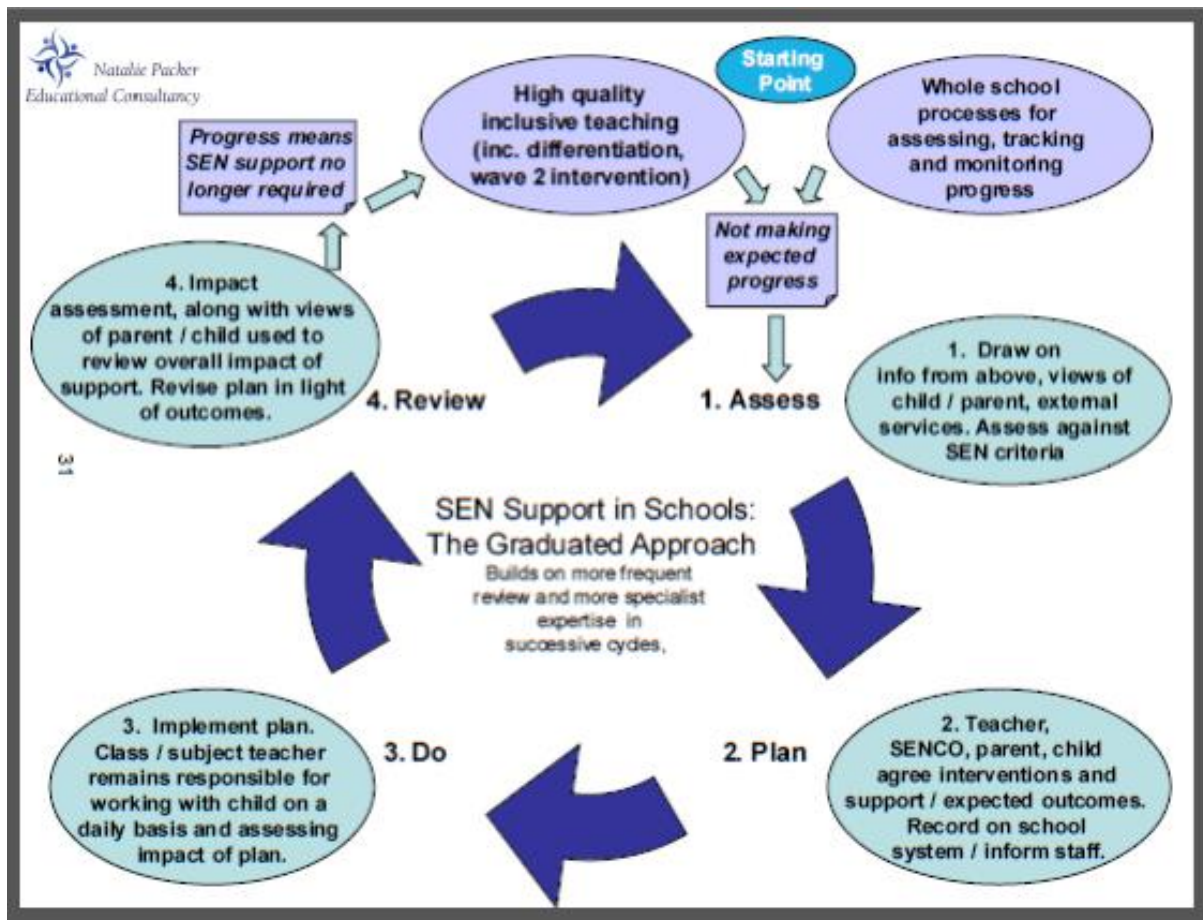 Natalie Packer
Educational Consultancy
Starting
Point
High quality
inclusive teaching
(inc. differentiation,
wave 2 intervention)
Whole school
processes for
assessing, tracking
and monitoring
progress
Progress means
SEN support no
longer required
Not making
expected
progress
4. Impact
assessment, along with views
of parent / child used to
review overall impact of
support. Revise plan in light
of outcomes.
4. Review
1. Assess
1. Draw on
info from above, views of
child / parent, external
services. Assess against
SEN criteria
31
SEN Support in Schools:
The Graduated Approach
Builds on more frequent
review and more specialist
expertise in
successive cycles,
3. Implement plan.
Class / subject teacher
remains responsible for
working with child on a
daily basis and assessing
impact of plan.
3. Do
2. Plan
2. Teacher,
SENCO, parent, child
agree interventions and
support / expected outcomes.
Record on school
system / inform staff.